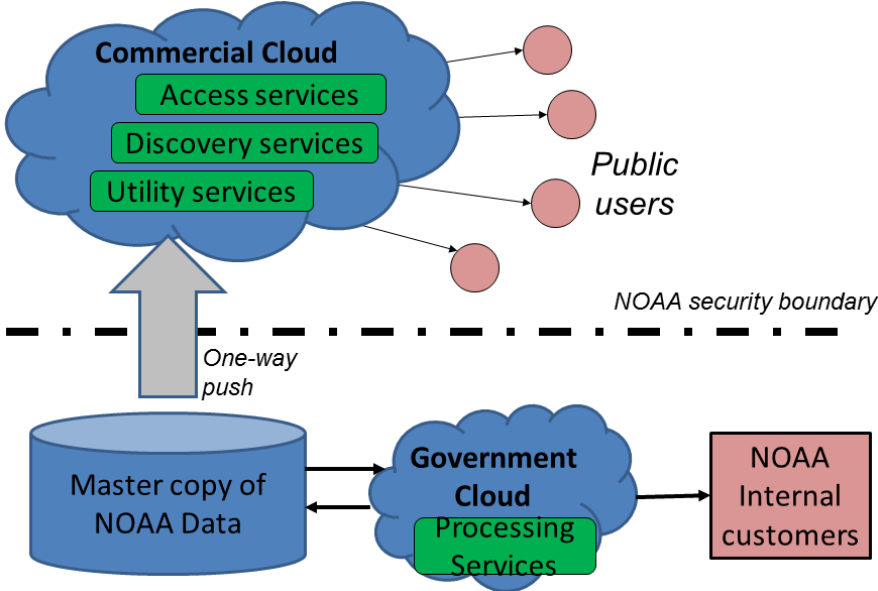 Commercial Cloud
Access services
Discovery services
Utility services
Public
users
NOAA security boundary
One-way
push
Master copy of
NOAA Data
Government
Cloud
Processing
Services
NOAA
Internal
customers